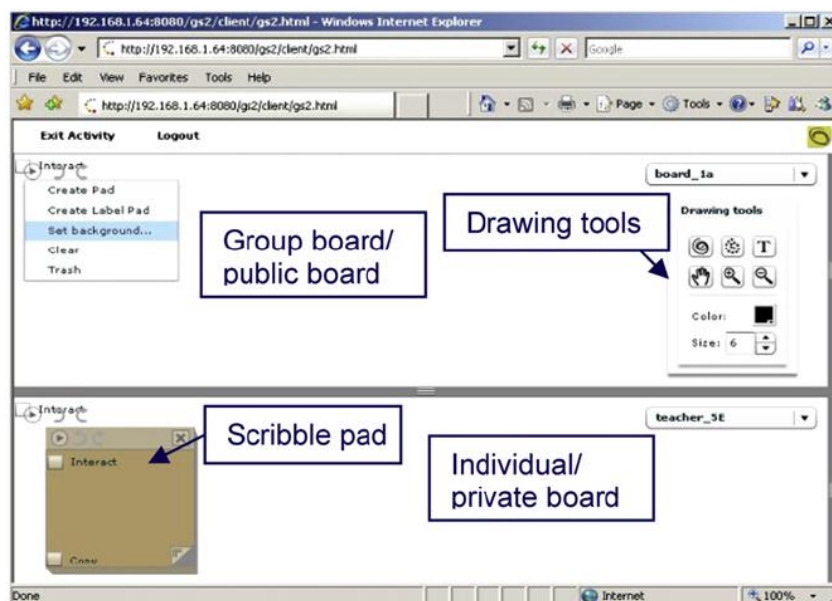 http://192.168.1.64:8080/gs2/client/gs2.html - Windows Internet Explorer
http://192.168.1.64:8080/gs2/client/gs2.html
Google
File Edit View Favorites Tools Help
http://192.168.1.64:8080/gs2/client/gs2.html
Page Tools
Exit Activity Logout
Interact
board_1a
Create Pad
Create Label Pad
Set background...
Clear
Trash
Group board/
public board
Drawing tools
Drawing tools
T
Color:
Size: 6
Interact
teacher_5E
Scribble pad
Interact
Individual/
private board
Copy
Done
Internet
100%